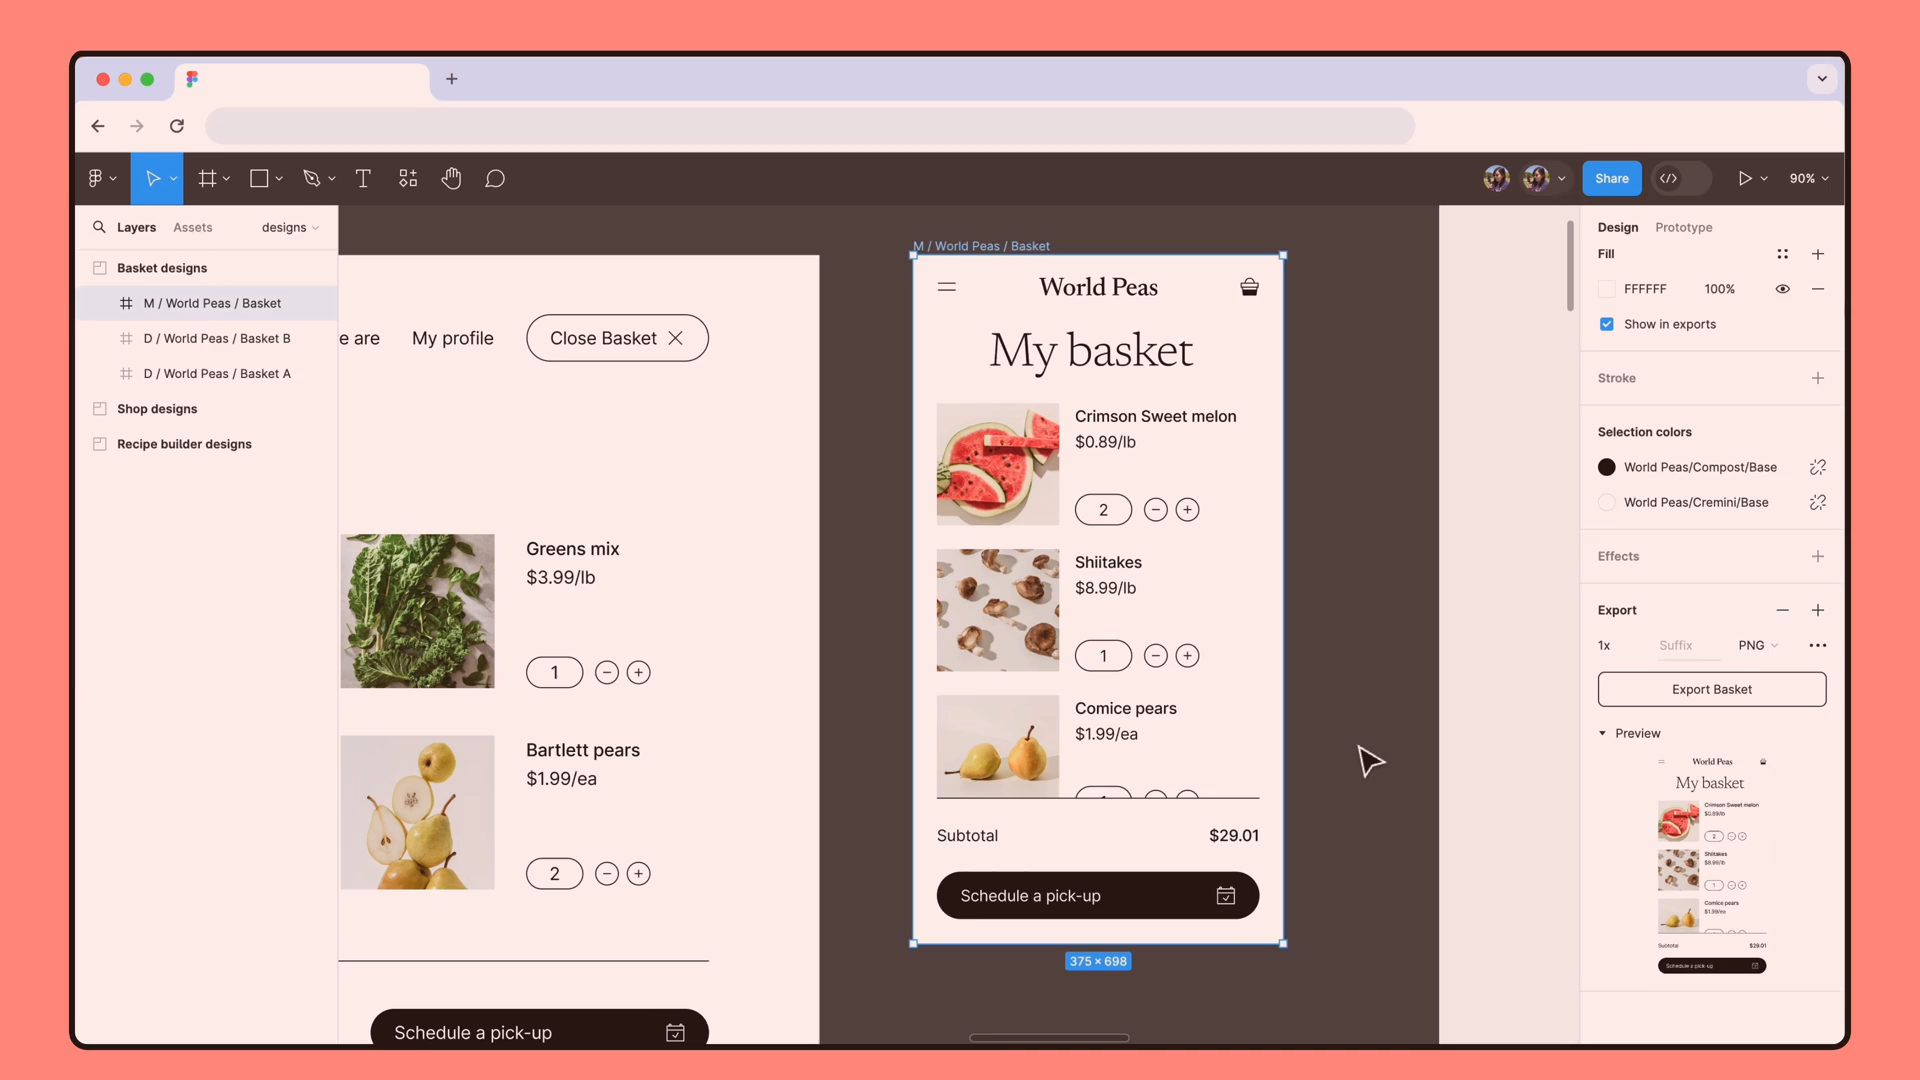 Share
90%
Layers
Assets
designs
Basket designs
M / World Peas / Basket
D / World Peas / Basket B
D / World Peas / Basket A
Shop designs
Recipe builder designs
e are
My profile
Close Basket
Greens mix
$3.99/lb
1
Bartlett pears
$1.99/ea
2
Schedule a pick-up
M / World Peas / Basket
World Peas
My basket
Crimson Sweet melon
$0.89/lb
2
Shiitakes
$8.99/lb
1
Comice pears
$1.99/ea
Subtotal
$29.01
Schedule a pick-up
375 × 698
Design
Prototype
Fill
FFFFFF
100%
Show in exports
Stroke
Selection colors
World Peas/Compost/Base
World Peas/Cremini/Base
Effects
Export
1x
Suffix
PNG
Export Basket
Preview
World Peas
My basket
Crimson Sweet melon
$0.89/lb
2
Shiitakes
$8.99/lb
1
Comice pears
$1.99/ea
Subtotal
$29.01
Schedule a pick-up